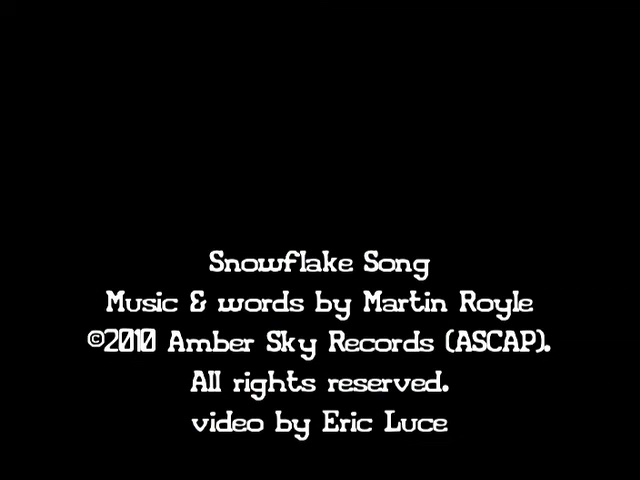 Snowflake Song
Music & words by Martin Royle
©2010 Amber Sky Records (ASCAP).
All rights reserved.
video by Eric Luce